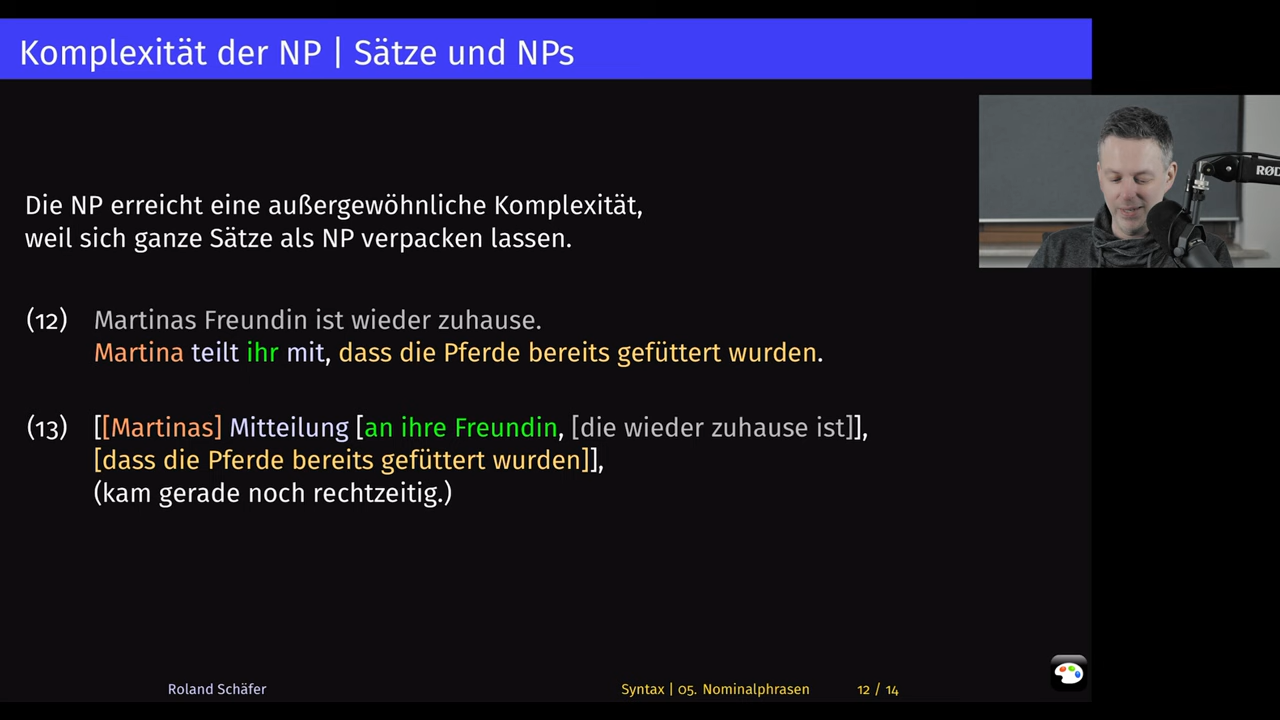 Komplexität der NP | Sätze und NPs
Die NP erreicht eine außergewöhnliche Komplexität,
weil sich ganze Sätze als NP verpacken lassen.
(12) Martinas Freundin ist wieder zuhause.
Martina teilt ihr mit, dass die Pferde bereits gefüttert wurden.
(13) [[Martinas] Mitteilung [an ihre Freundin, [die wieder zuhause ist]],
[dass die Pferde bereits gefüttert wurden]],
(kam gerade noch rechtzeitig.)
Roland Schäfer
Syntax | 05. Nominalphrasen
12 / 14